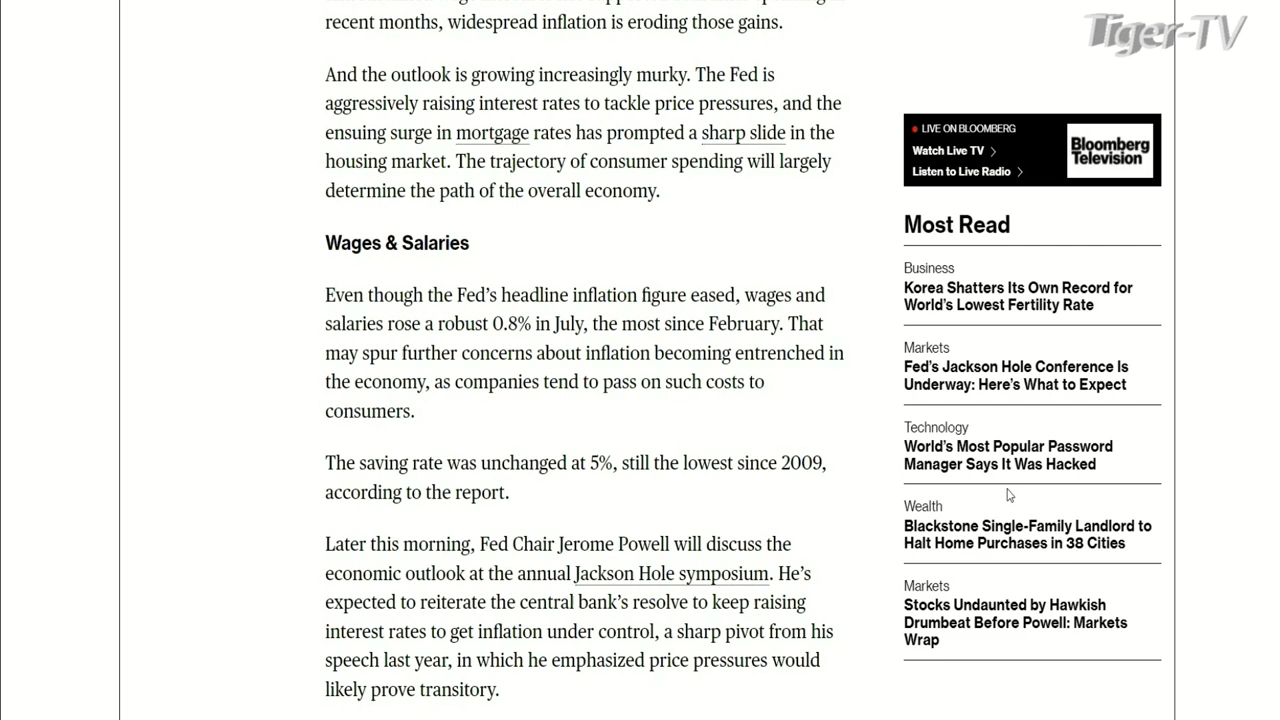 recent months, widespread inflation is eroding those gains.
And the outlook is growing increasingly murky. The Fed is
aggressively raising interest rates to tackle price pressures, and the
ensuing surge in mortgage rates has prompted a sharp slide in the
housing market. The trajectory of consumer spending will largely
determine the path of the overall economy.
Wages & Salaries
Even though the Fed's headline inflation figure eased, wages and
salaries rose a robust 0.8% in July, the most since February. That
may spur further concerns about inflation becoming entrenched in
the economy, as companies tend to pass on such costs to
consumers.
The saving rate was unchanged at 5%, still the lowest since 2009,
according to the report.
Later this morning, Fed Chair Jerome Powell will discuss the
economic outlook at the annual Jackson Hole symposium. He's
expected to reiterate the central bank's resolve to keep raising
interest rates to get inflation under control, a sharp pivot from his
speech last year, in which he emphasized price pressures would
likely prove transitory.
Tiger-TV
LIVE ON BLOOMBERG
Watch Live TV
Listen to Live Radio
Bloomberg
Television
Most Read
Business
Korea Shatters Its Own Record for
World's Lowest Fertility Rate
Markets
Fed's Jackson Hole Conference Is
Underway: Here's What to Expect
Technology
World's Most Popular Password
Manager Says It Was Hacked
Wealth
Blackstone Single-Family Landlord to
Halt Home Purchases in 38 Cities
Markets
Stocks Undaunted by Hawkish
Drumbeat Before Powell: Markets
Wrap